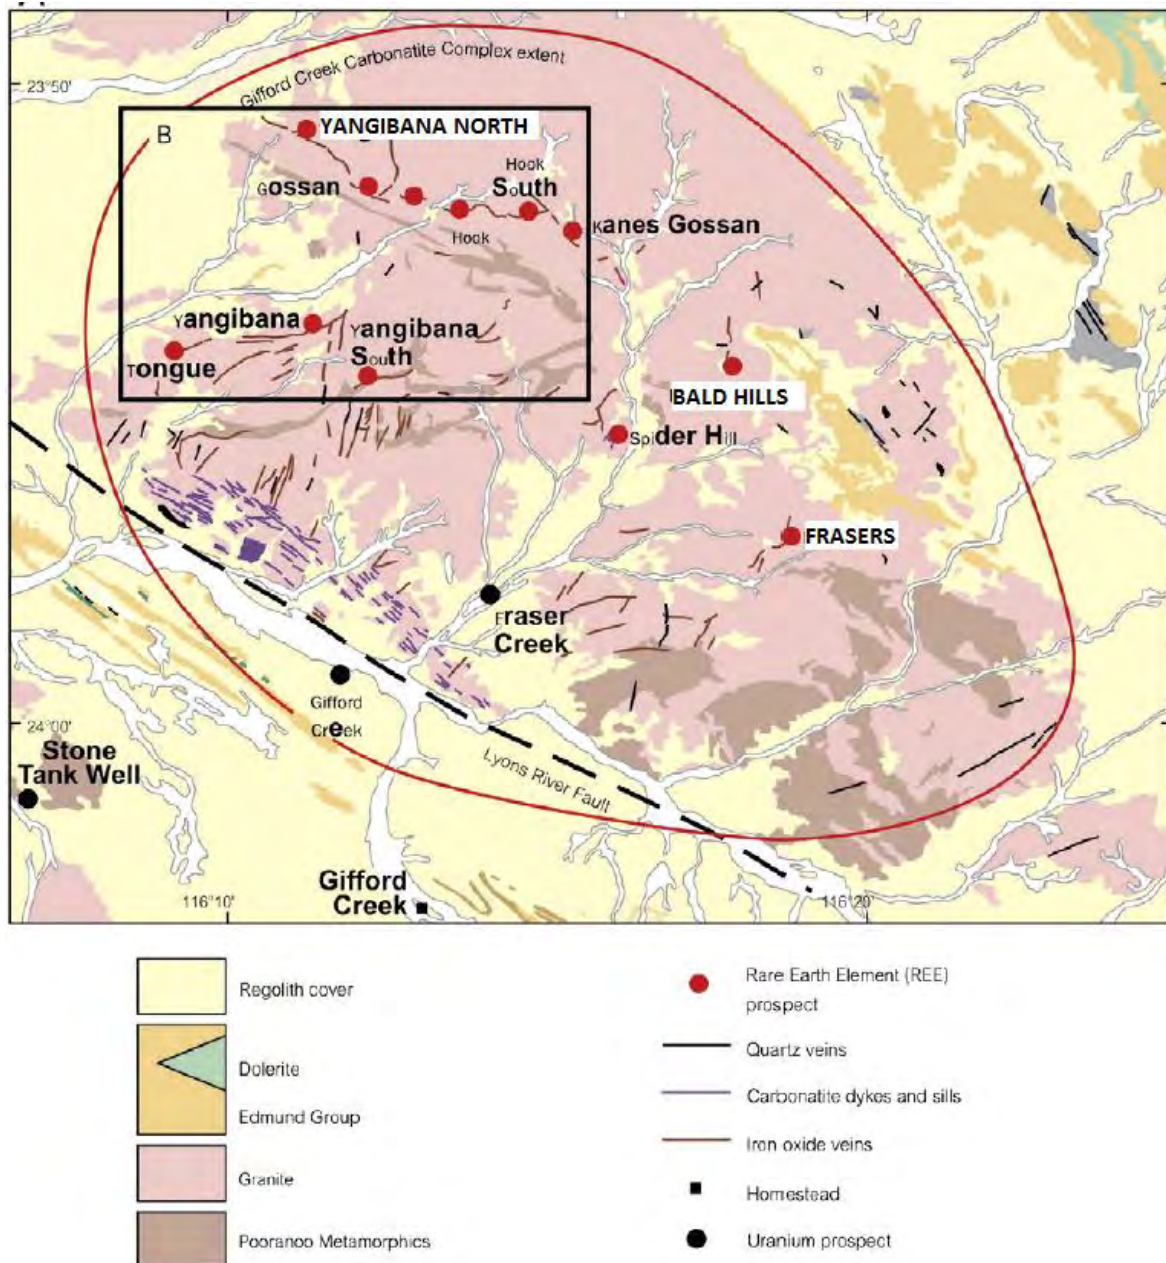 Gifford Creek Carbonatite Complex extent
23°50'
B
YANGIBANA NORTH
Hook
South
Gossan
Kanes Gossan
Hook
Yangibana
Yangibana
South
Tongue
BALD HILLS
Spider Hill
FRASERS
Fraser
Creek
Gifford
Creek
24°00'
Stone
Tank Well
Lyons River Fault
Gifford
Creek
116°10'
116°20'
Regolith cover
Dolerite
Edmund Group
Granite
Pooranoo Metamorphics
Rare Earth Element (REE)
prospect
Quartz veins
Carbonatite dykes and sills
Iron oxide veins
Homestead
Uranium prospect